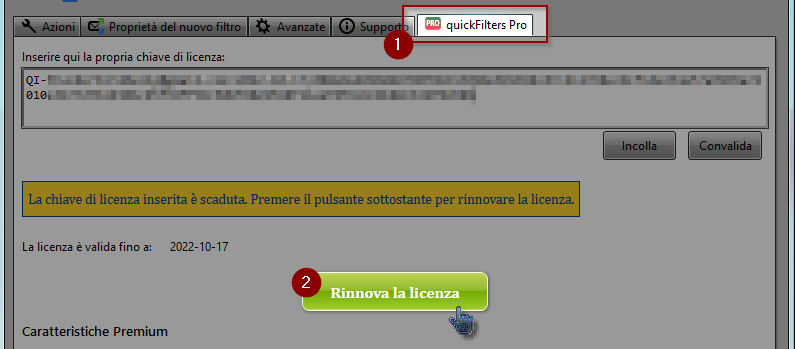 Azioni Proprietà del nuovo filtro Avanzate Supporto PRO quickFilters Pro
1
Inserire qui la propria chiave di licenza:
QI-
010
Incolla Convalida
La chiave di licenza inserita è scaduta. Premere il pulsante sottostante per rinnovare la licenza.
La licenza è valida fino a: 2022-10-17
2 Rinnova la licenza
Caratteristiche Premium